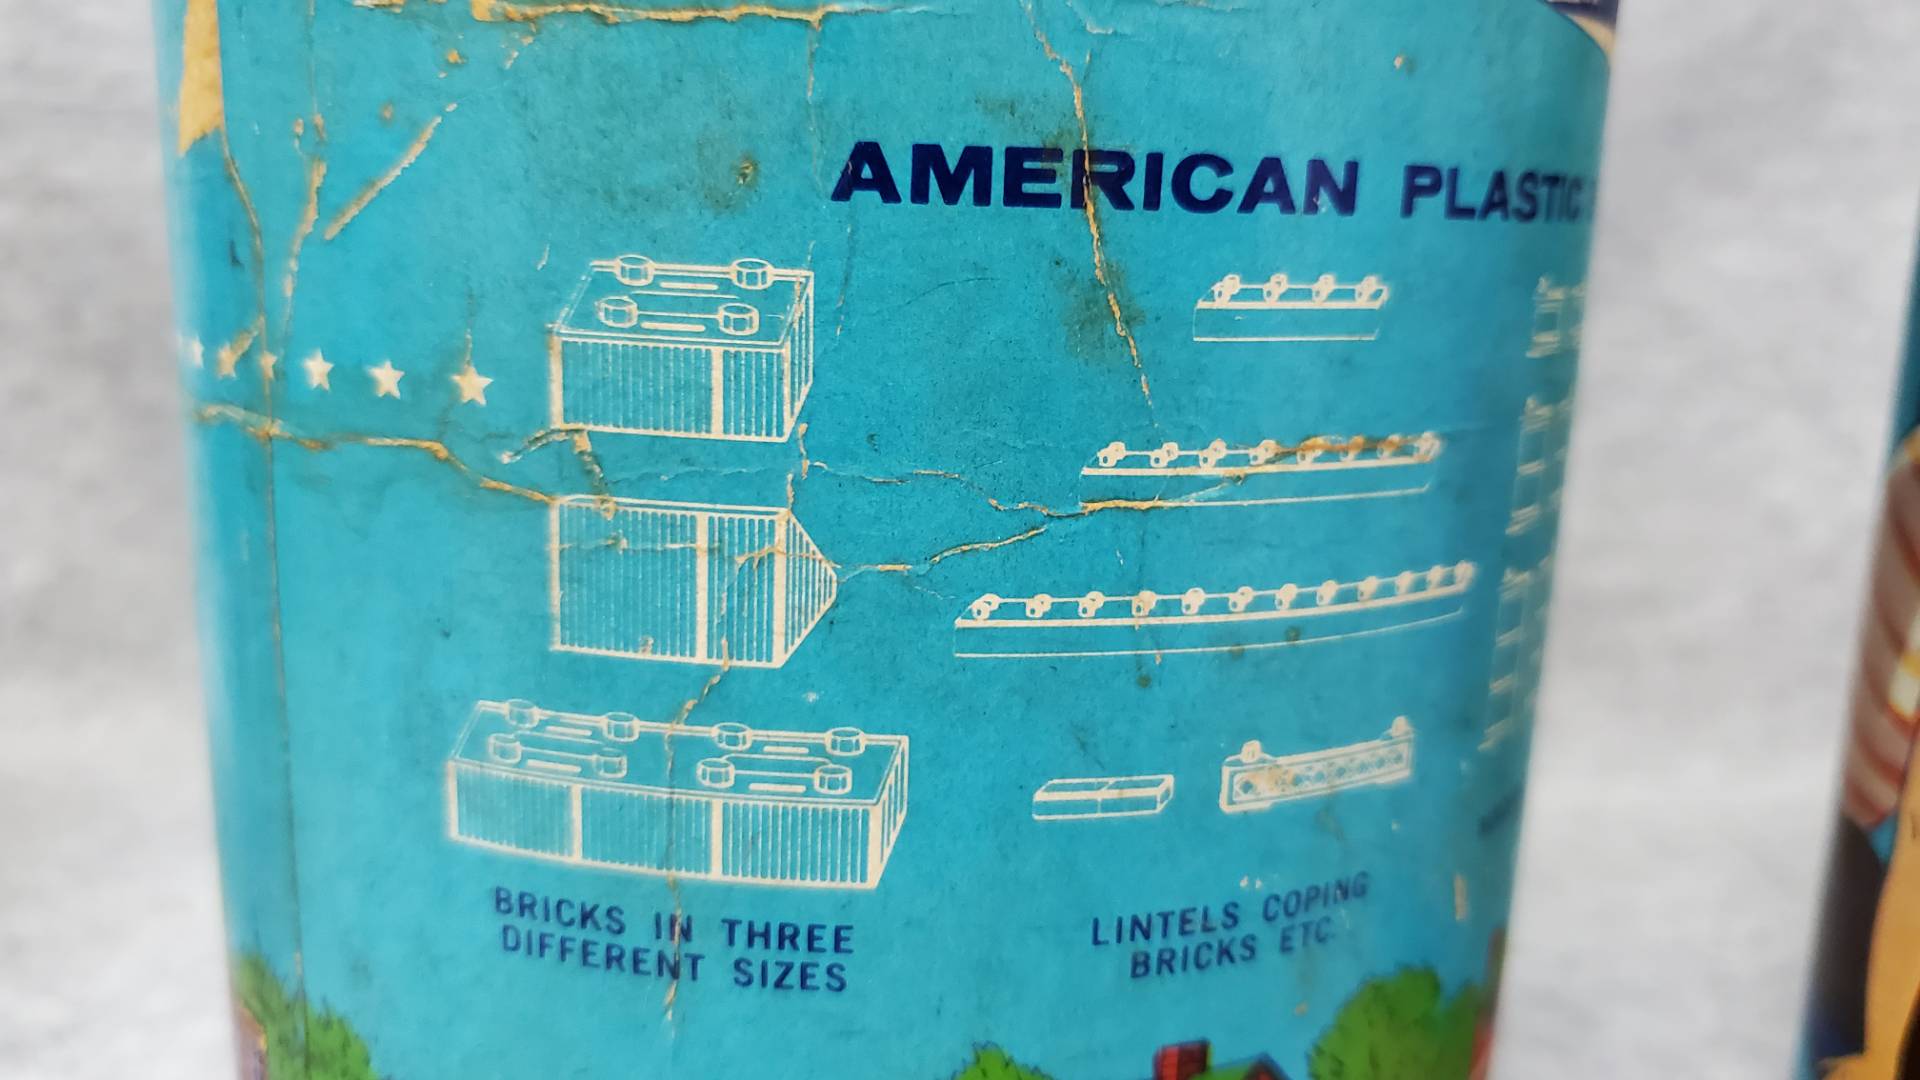 AMERICAN PLASTIC
BRICKS IN THREE
DIFFERENT SIZES
LINTELS COPING
BRICKS ETC.